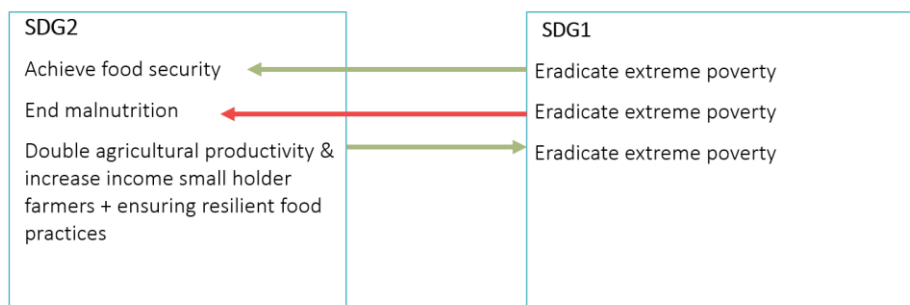 SDG2
Achieve food security
End malnutrition
Double agricultural productivity &
increase income small holder
farmers + ensuring resilient food
practices
SDG1
Eradicate extreme poverty
Eradicate extreme poverty
Eradicate extreme poverty